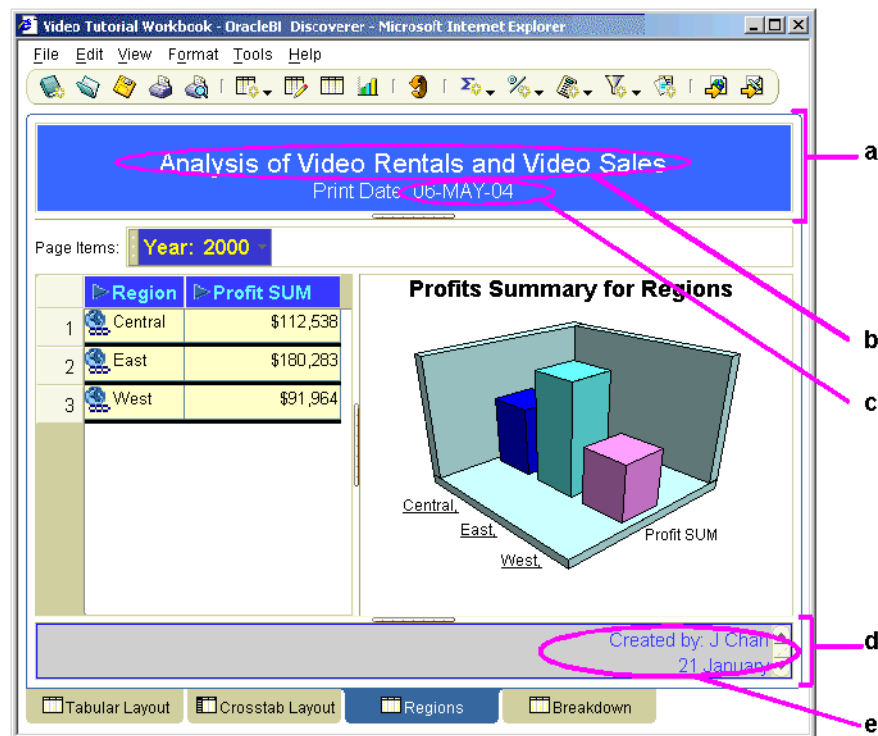 Video Tutorial Workbook - OracleBI Discoverer - Microsoft Internet Explorer
File Edit View Format Tools Help
a
Analysis of Video Rentals and Video Sales
Print Date: 06-MAY-04
Page Items: Year: 2000
Region Profit SUM
1 Central $112,538
2 East $180,283
3 West $91,964
Profits Summary for Regions
b
c
Central,
East,
West,
Profit SUM
Created by: J Chan
21 January
d
Tabular Layout Crosstab Layout Regions Breakdown
e